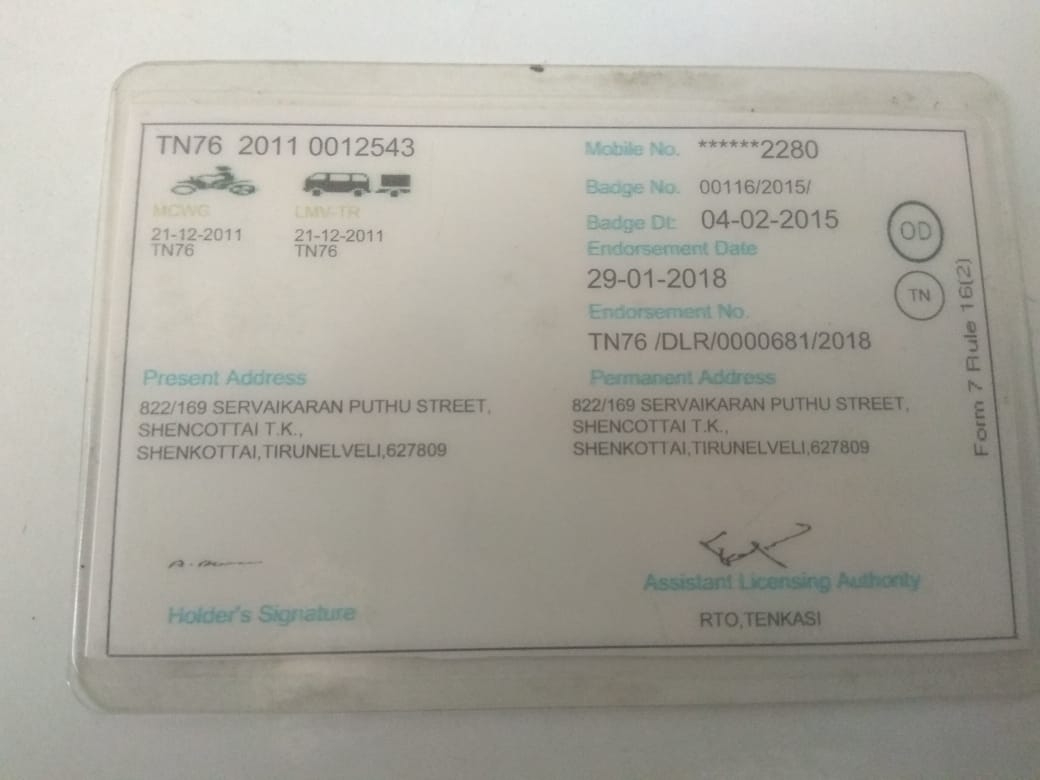 TN76 2011 0012543
MCWG LMV-TR
21-12-2011 21-12-2011
TN76 TN76
Mobile No. ******2280
Badge No. 00116/2015/
Badge Dt: 04-02-2015
Endorsement Date
29-01-2018
Endorsement No.
TN76 /DLR/0000681/2018
OD
TN
Form 7 Rule 16(2)
Present Address
822/169 SERVAIKARAN PUTHU STREET,
SHENCOTTAI T.K.,
SHENKOTTAI,TIRUNELVELI,627809
Permanent Address
822/169 SERVAIKARAN PUTHU STREET,
SHENCOTTAI T.K.,
SHENKOTTAI,TIRUNELVELI,627809
Holder's Signature
Assistant Licensing Authority
RTO,TENKASI